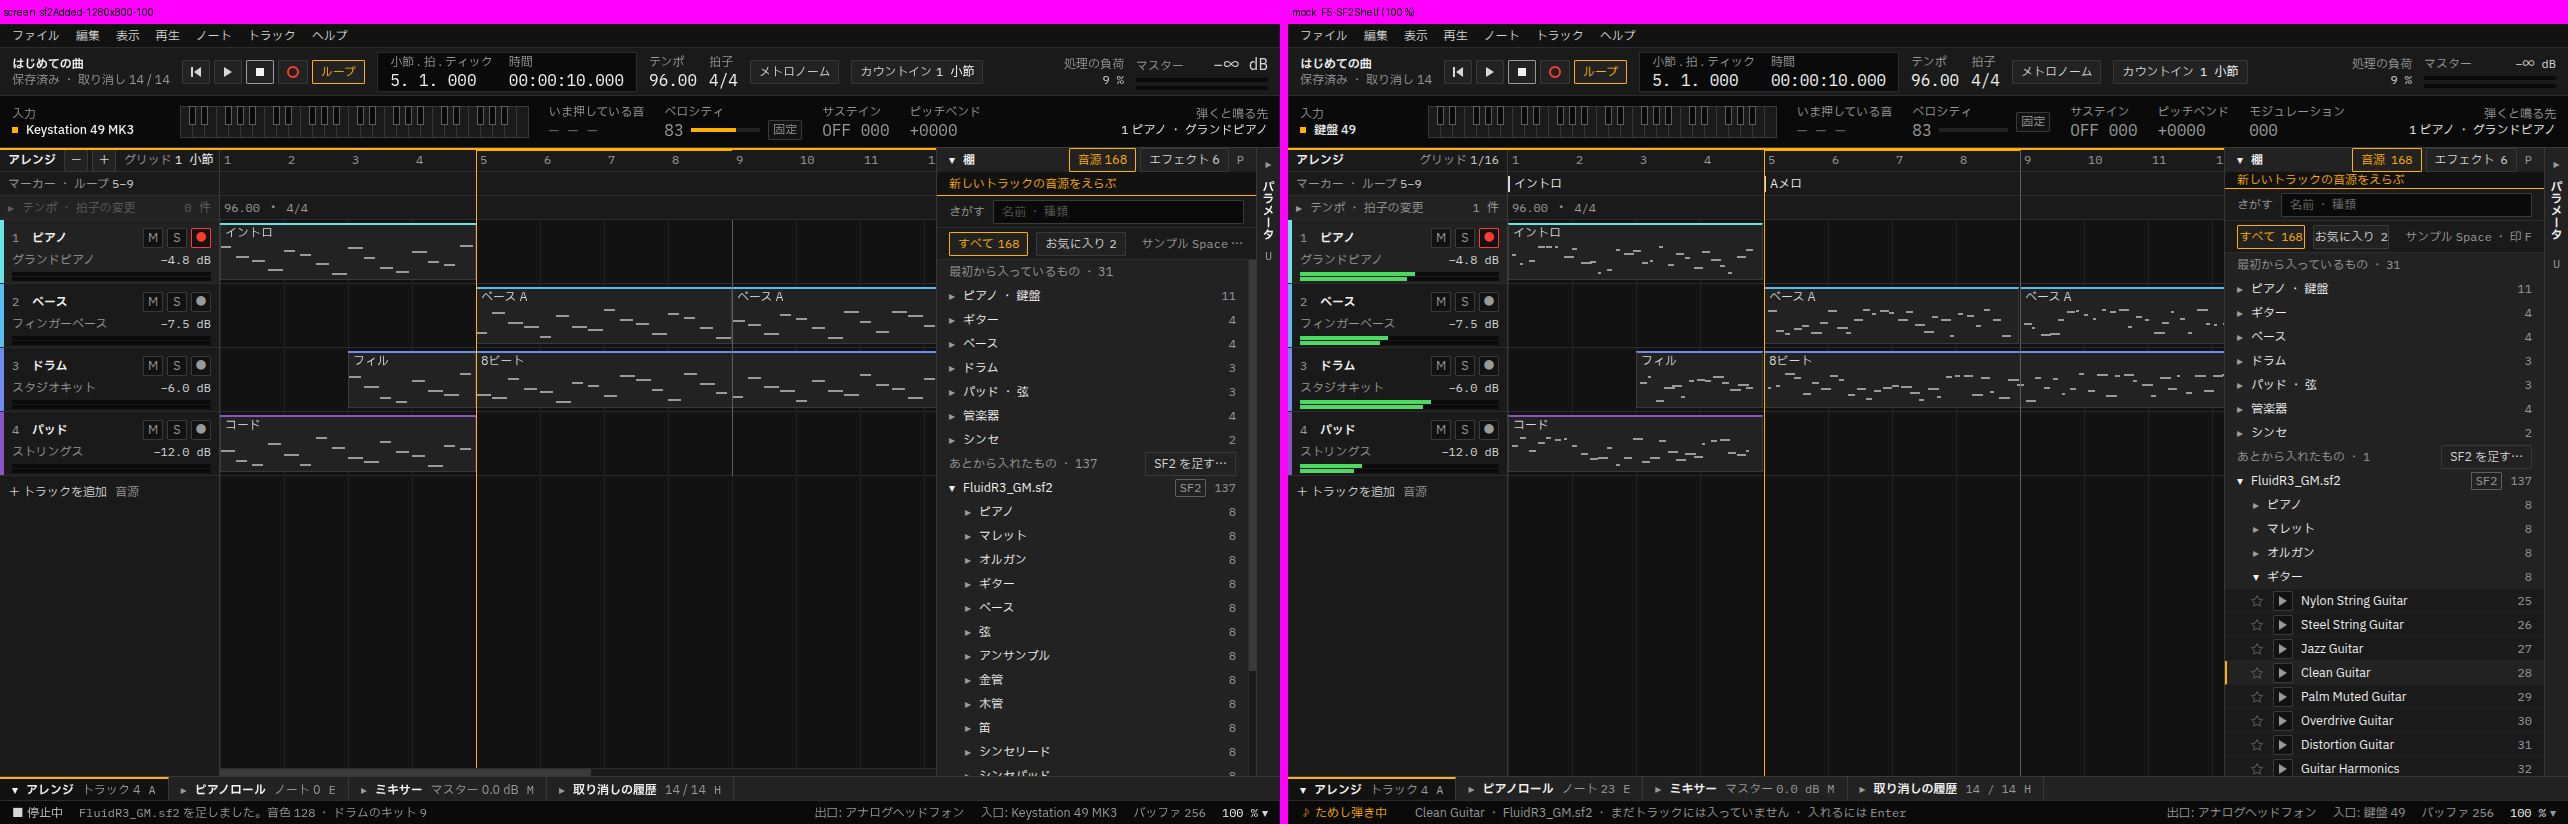 screen sf2Added-1280x800-100
ファイル 編集 表示 再生 ノート トラック ヘルプ
はじめての曲
保存済み · 取り消し 14 / 14
ループ
小節 . 拍 . ティック 時間
5. 1. 000 00:00:10.000
テンポ 拍子
96.00 4/4
メトロノーム
カウントイン 1 小節
処理の負荷 マスター −∞ dB
9 %
入力
Keystation 49 MK3
いま押している音 ベロシティ サステイン ピッチベンド
— — — 83 固定 OFF 000 +0000
弾くと鳴る先
1 ピアノ · グランドピアノ
アレンジ − + グリッド 1 小節
1 2 3 4 5 6 7 8 9 10 11 1
マーカー · ループ 5–9
▸ テンポ · 拍子の変更 0 件
96.00 · 4/4
1 ピアノ M S
グランドピアノ −4.8 dB
イントロ
2 ベース M S
フィンガーベース −7.5 dB
ベース A ベース A
3 ドラム M S
スタジオキット −6.0 dB
フィル 8ビート
4 パッド M S
ストリングス −12.0 dB
コード
+ トラックを追加 音源
▾ 棚 音源 168 エフェクト 6 P
新しいトラックの音源をえらぶ
さがす 名前 · 種類
すべて 168 お気に入り 2 サンプル Space …
最初から入っているもの · 31
▸ ピアノ · 鍵盤 11
▸ ギター 4
▸ ベース 4
▸ ドラム 3
▸ パッド · 弦 3
▸ 管楽器 4
▸ シンセ 2
あとから入れたもの · 137 SF2 を足す…
▾ FluidR3_GM.sf2 SF2 137
▸ ピアノ 8
▸ マレット 8
▸ オルガン 8
▸ ギター 8
▸ ベース 8
▸ 弦 8
▸ アンサンブル 8
▸ 金管 8
▸ 木管 8
▸ 笛 8
▸ シンセリード 8
▸ シンセパッド 8
▸ パラメータ U
▾ アレンジ トラック 4 A ▸ ピアノロール ノート 0 E ▸ ミキサー マスター 0.0 dB M ▸ 取り消しの履歴 14 / 14 H
■ 停止中 FluidR3_GM.sf2 を足しました。音色 128 · ドラムのキット 9
出口: アナログヘッドフォン 入口: Keystation 49 MK3 バッファ 256 100 % ▾
mock F5-SF2Shelf (100 %)
ファイル 編集 表示 再生 ノート トラック ヘルプ
はじめての曲
保存済み · 取り消し 14
ループ
小節 . 拍 . ティック 時間
5. 1. 000 00:00:10.000
テンポ 拍子
96.00 4/4
メトロノーム
カウントイン 1 小節
処理の負荷 マスター −∞ dB
9 %
入力
鍵盤 49
いま押している音 ベロシティ サステイン ピッチベンド モジュレーション
— — — 83 固定 OFF 000 +0000 000
弾くと鳴る先
1 ピアノ · グランドピアノ
アレンジ グリッド 1/16
1 2 3 4 5 6 7 8 9 10 11 1
マーカー · ループ 5–9
イントロ Aメロ
▸ テンポ · 拍子の変更 1 件
96.00 · 4/4
1 ピアノ M S
グランドピアノ −4.8 dB
イントロ
2 ベース M S
フィンガーベース −7.5 dB
ベース A ベース A
3 ドラム M S
スタジオキット −6.0 dB
フィル 8ビート
4 パッド M S
ストリングス −12.0 dB
コード
+ トラックを追加 音源
▾ 棚 音源 168 エフェクト 6 P
新しいトラックの音源をえらぶ
さがす 名前 · 種類
すべて 168 お気に入り 2 サンプル Space · 印 F
最初から入っているもの · 31
▸ ピアノ · 鍵盤 11
▸ ギター 4
▸ ベース 4
▸ ドラム 3
▸ パッド · 弦 3
▸ 管楽器 4
▸ シンセ 2
あとから入れたもの · 1 SF2 を足す…
▾ FluidR3_GM.sf2 SF2 137
▸ ピアノ 8
▸ マレット 8
▸ オルガン 8
▾ ギター 8
Nylon String Guitar 25
Steel String Guitar 26
Jazz Guitar 27
Clean Guitar 28
Palm Muted Guitar 29
Overdrive Guitar 30
Distortion Guitar 31
Guitar Harmonics 32
▸ パラメータ U
▾ アレンジ トラック 4 A ▸ ピアノロール ノート 23 E ▸ ミキサー マスター 0.0 dB M ▸ 取り消しの履歴 14 / 14 H
♪ ためし弾き中 Clean Guitar · FluidR3_GM.sf2 · まだトラックには入っていません · 入れるには Enter
出口: アナログヘッドフォン 入口: 鍵盤 49 バッファ 256 100 % ▾